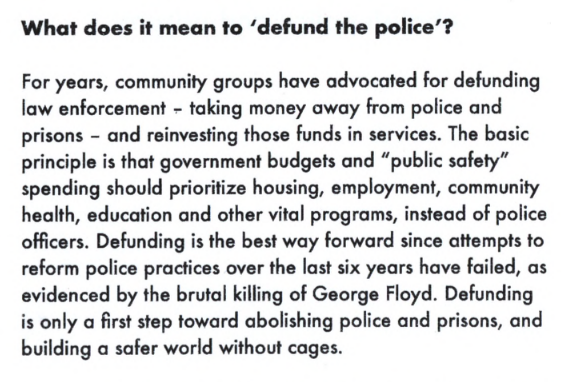 What does it mean to ‘defund the police’?
For years, community groups have advocated for defunding
law enforcement – taking money away from police and
prisons – and reinvesting those funds in services. The basic
principle is that government budgets and “public safety”
spending should prioritize housing, employment, community
health, education and other vital programs, instead of police
officers. Defunding is the best way forward since attempts to
reform police practices over the last six years have failed, as
evidenced by the brutal killing of George Floyd. Defunding
is only a first step toward abolishing police and prisons, and
building a safer world without cages.